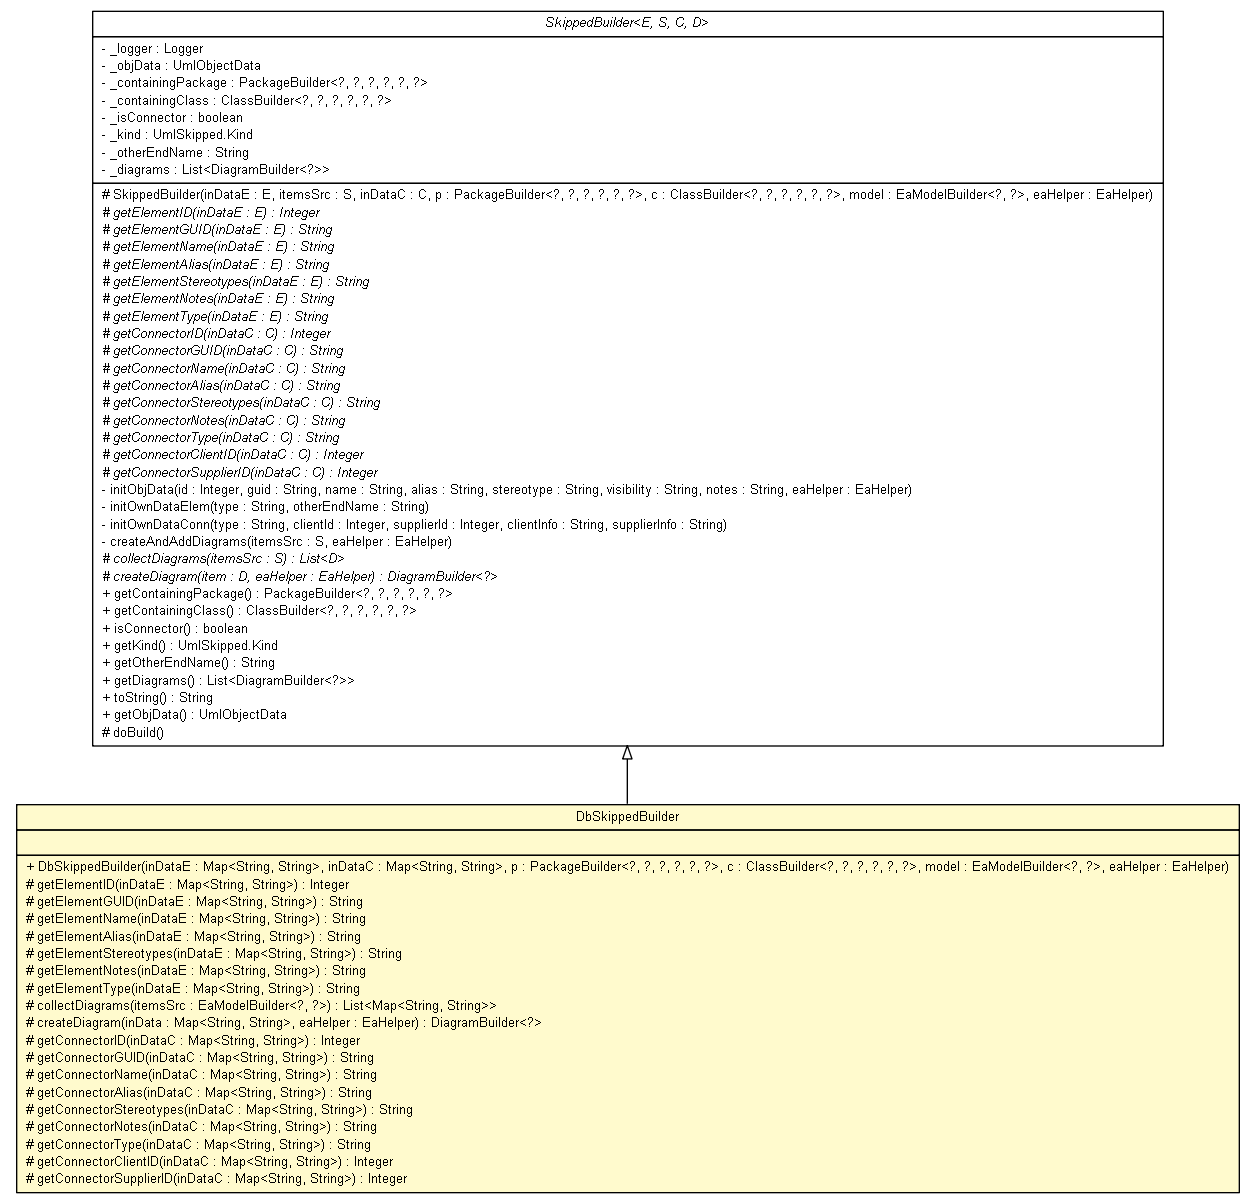 SkippedBuilder<E, S, C, D>
- _logger : Logger
- _objData : UmlObjectData
- _containingPackage : PackageBuilder<?, ?, ?, ?, ?, ?>
- _containingClass : ClassBuilder<?, ?, ?, ?, ?, ?>
- _isConnector : boolean
- _kind : UmlSkipped.Kind
- _otherEndName : String
- _diagrams : List<DiagramBuilder<?>>
# SkippedBuilder(inDataE : E, itemsSrc : S, inDataC : C, p : PackageBuilder<?, ?, ?, ?, ?, ?>, c : ClassBuilder<?, ?, ?, ?, ?, ?>, model : EaModelBuilder<?, ?>, eaHelper : EaHelper)
# getElementID(inDataE : E) : Integer
# getElementGUID(inDataE : E) : String
# getElementName(inDataE : E) : String
# getElementAlias(inDataE : E) : String
# getElementStereotypes(inDataE : E) : String
# getElementNotes(inDataE : E) : String
# getElementType(inDataE : E) : String
# getConnectorID(inDataC : C) : Integer
# getConnectorGUID(inDataC : C) : String
# getConnectorName(inDataC : C) : String
# getConnectorAlias(inDataC : C) : String
# getConnectorStereotypes(inDataC : C) : String
# getConnectorNotes(inDataC : C) : String
# getConnectorType(inDataC : C) : String
# getConnectorClientID(inDataC : C) : Integer
# getConnectorSupplierID(inDataC : C) : Integer
- initObjData(id : Integer, guid : String, name : String, alias : String, stereotype : String, visibility : String, notes : String, eaHelper : EaHelper)
- initOwnDataElem(type : String, otherEndName : String)
- initOwnDataConn(type : String, clientId : Integer, supplierId : Integer, clientInfo : String, supplierInfo : String)
- createAndAddDiagrams(itemsSrc : S, eaHelper : EaHelper)
# collectDiagrams(itemsSrc : S) : List<D>
# createDiagram(item : D, eaHelper : EaHelper) : DiagramBuilder<?>
+ getContainingPackage() : PackageBuilder<?, ?, ?, ?, ?, ?>
+ getContainingClass() : ClassBuilder<?, ?, ?, ?, ?, ?>
+ isConnector() : boolean
+ getKind() : UmlSkipped.Kind
+ getOtherEndName() : String
+ getDiagrams() : List<DiagramBuilder<?>>
+ toString() : String
+ getObjData() : UmlObjectData
# doBuild()
DbSkippedBuilder
+ DbSkippedBuilder(inDataE : Map<String, String>, inDataC : Map<String, String>, p : PackageBuilder<?, ?, ?, ?, ?, ?>, c : ClassBuilder<?, ?, ?, ?, ?, ?>, model : EaModelBuilder<?, ?>, eaHelper : EaHelper)
# getElementID(inDataE : Map<String, String>) : Integer
# getElementGUID(inDataE : Map<String, String>) : String
# getElementName(inDataE : Map<String, String>) : String
# getElementAlias(inDataE : Map<String, String>) : String
# getElementStereotypes(inDataE : Map<String, String>) : String
# getElementNotes(inDataE : Map<String, String>) : String
# getElementType(inDataE : Map<String, String>) : String
# collectDiagrams(itemsSrc : EaModelBuilder<?, ?>) : List<Map<String, String>>
# createDiagram(inData : Map<String, String>, eaHelper : EaHelper) : DiagramBuilder<?>
# getConnectorID(inDataC : Map<String, String>) : Integer
# getConnectorGUID(inDataC : Map<String, String>) : String
# getConnectorName(inDataC : Map<String, String>) : String
# getConnectorAlias(inDataC : Map<String, String>) : String
# getConnectorStereotypes(inDataC : Map<String, String>) : String
# getConnectorNotes(inDataC : Map<String, String>) : String
# getConnectorType(inDataC : Map<String, String>) : String
# getConnectorClientID(inDataC : Map<String, String>) : Integer
# getConnectorSupplierID(inDataC : Map<String, String>) : Integer